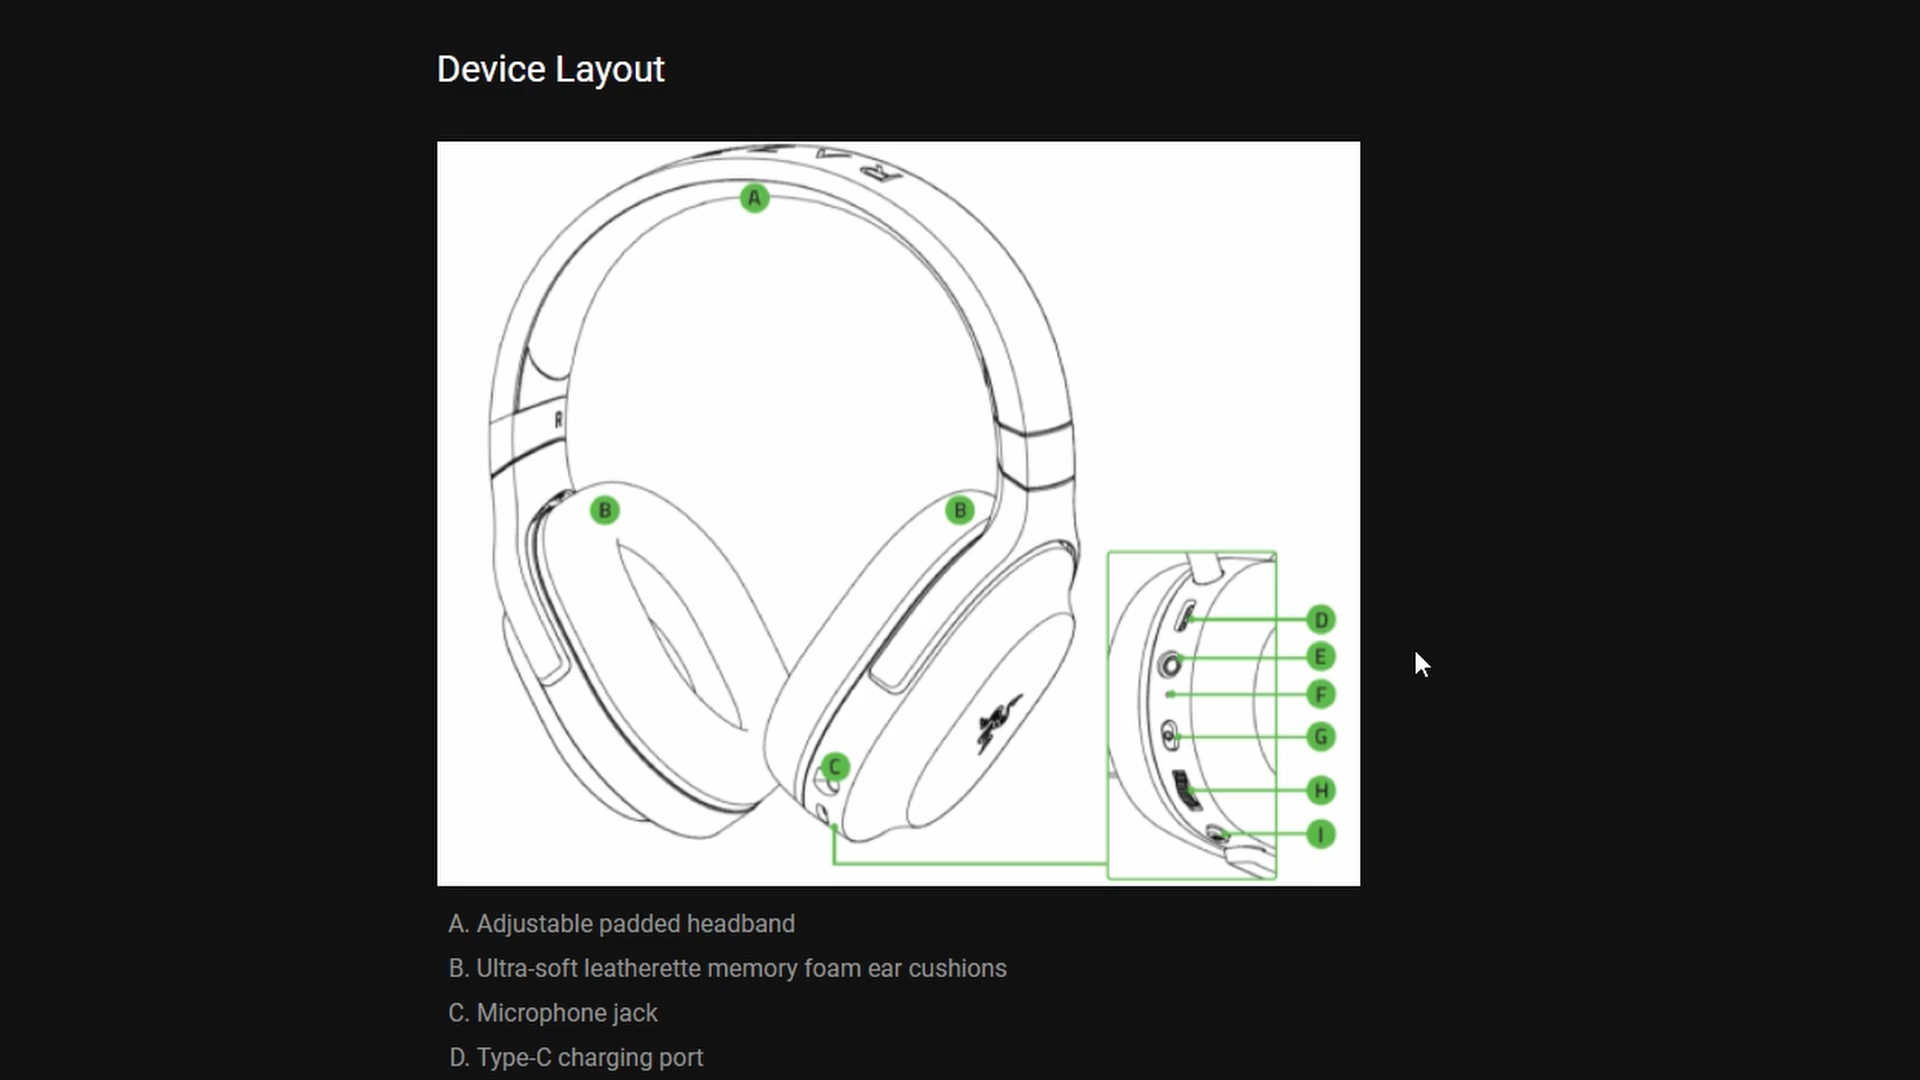 Device Layout
A
R
B
B
C
D
E
F
G
H
I
A. Adjustable padded headband
B. Ultra-soft leatherette memory foam ear cushions
C. Microphone jack
D. Type-C charging port